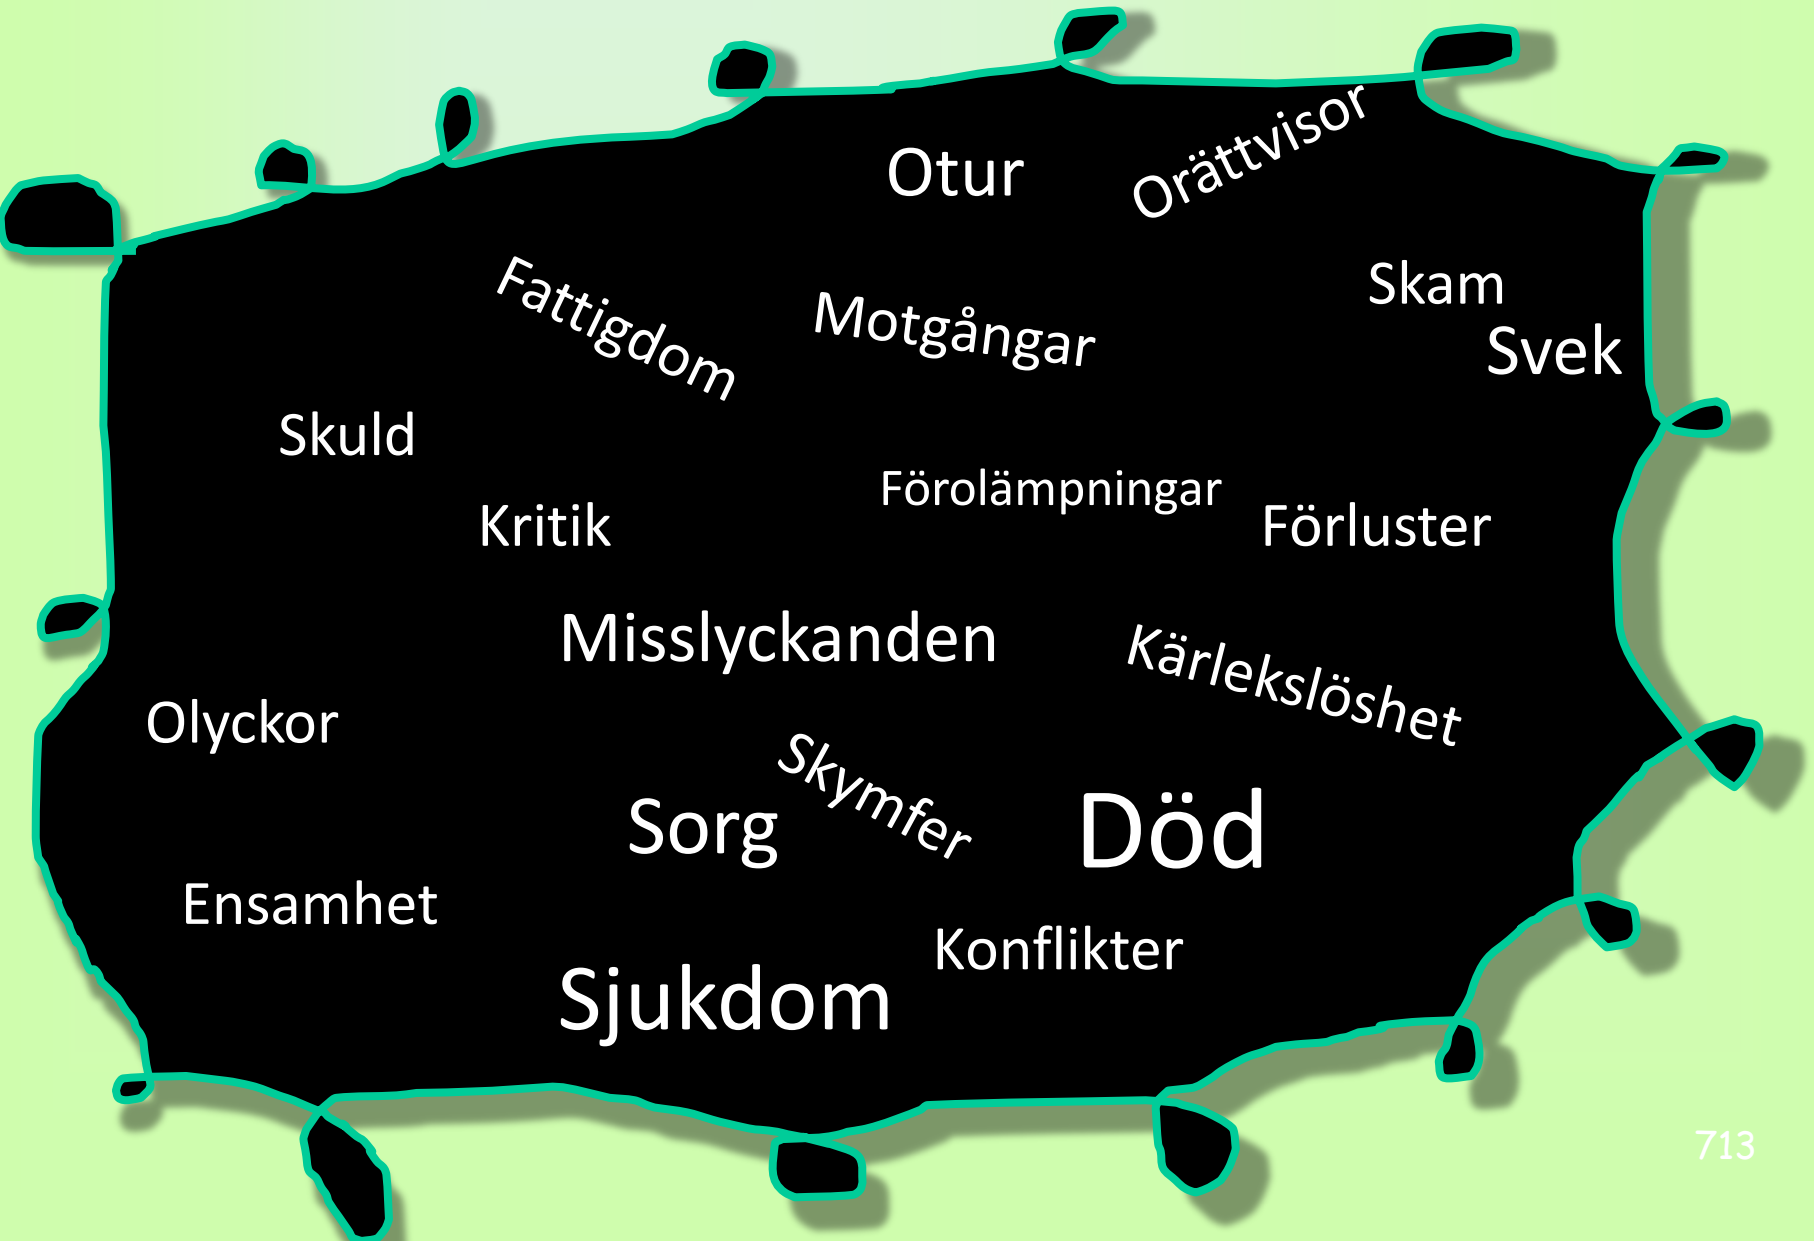 Otur
Orättvisor
Fattigdom
Motgångar
Skam
Svek
Skuld
Förolämpningar
Kritik
Förluster
Misslyckanden
Kärlekslöshet
Olyckor
Skymfer
Sorg
Död
Ensamhet
Konflikter
Sjukdom
713